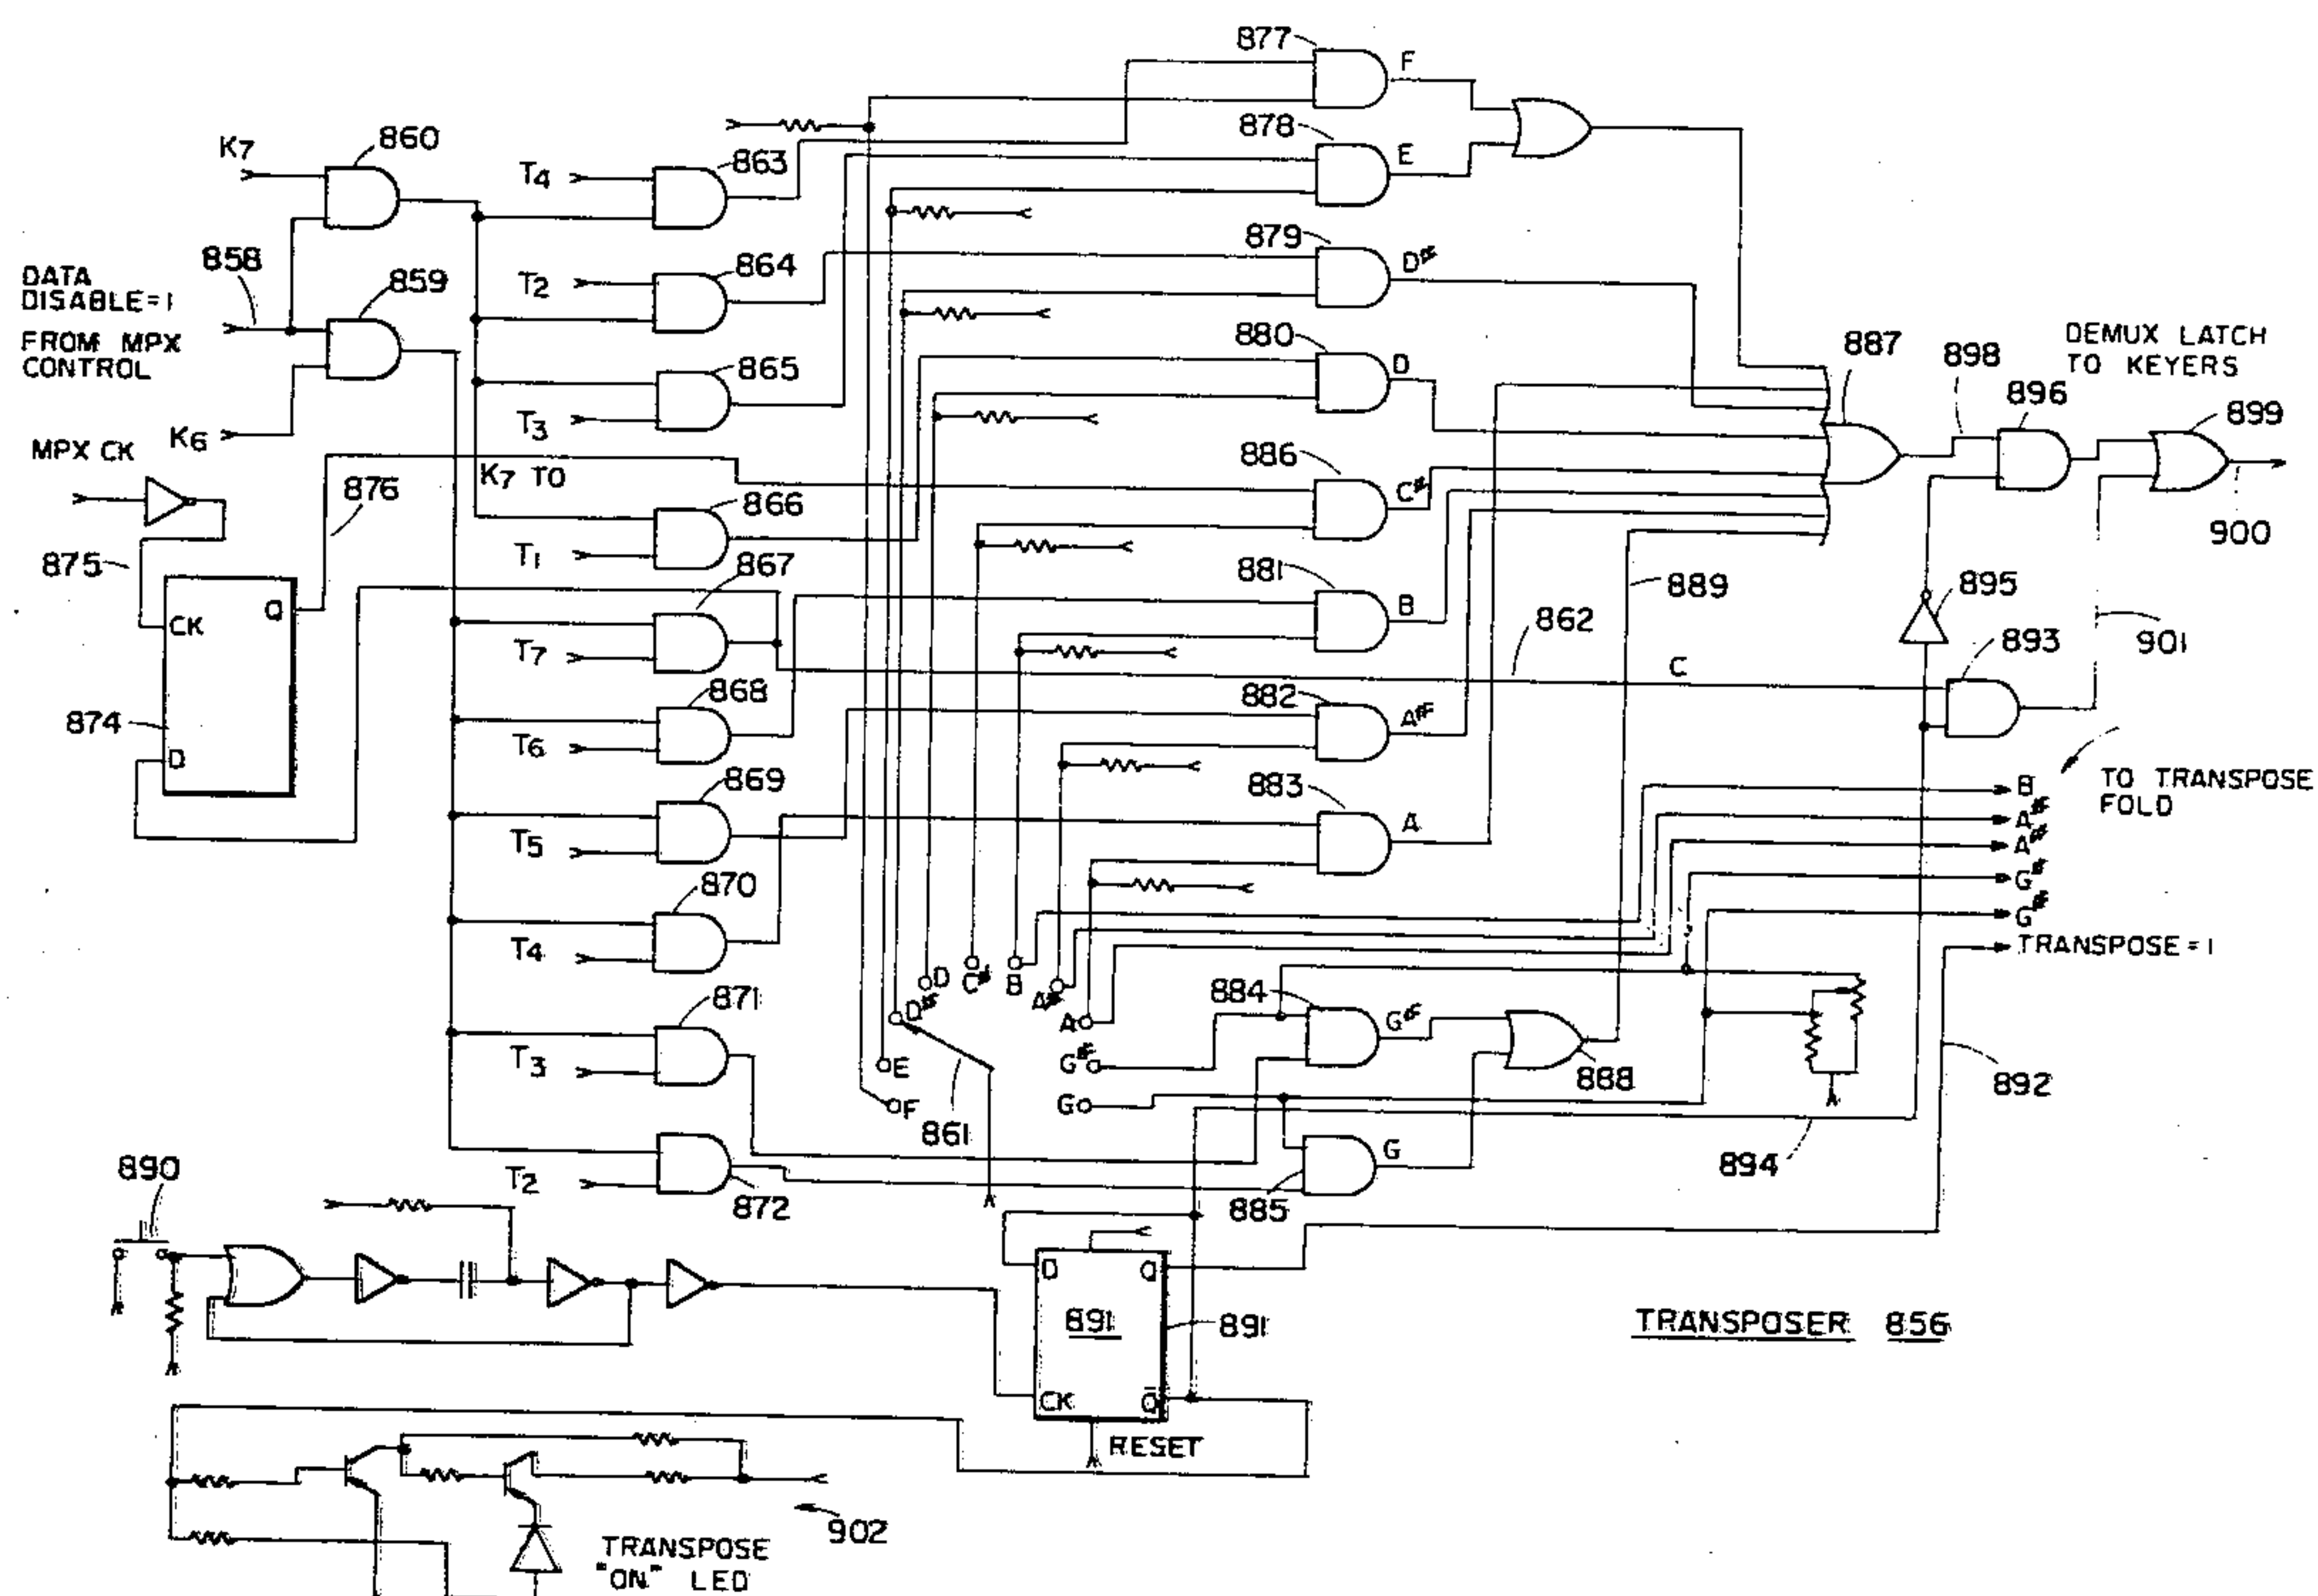 877
F
878
E
K7
860
T4
863
879
D#
858
DATA
DISABLE=1
FROM MPX
CONTROL
859
T2
864
880
D
865
T3
K6
MPX CK
887
898
DEMUX LATCH
TO KEYERS
896
899
900
886
C#
K7 TO
876
866
T1
875
CK
Q
874
D
867
T7
881
B
889
862
C
895
893
901
868
T6
882
A#
869
T5
883
A
TO TRANSPOSE
FOLD
B
A#
A#
G#
G#
TRANSPOSE=1
870
T4
D
C#
B
A#
D#
A
E
G#
F
G
861
871
T3
884
G#
888
892
894
872
T2
885
G
890
D
Q
891
891
CK
Q̄
RESET
TRANSPOSER 856
902
TRANSPOSE
"ON" LED